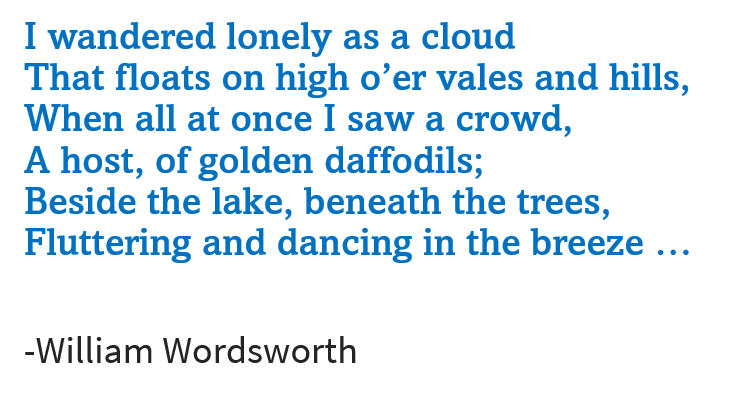 I wandered lonely as a cloud
That floats on high o’er vales and hills,
When all at once I saw a crowd,
A host, of golden daffodils;
Beside the lake, beneath the trees,
Fluttering and dancing in the breeze …
-William Wordsworth